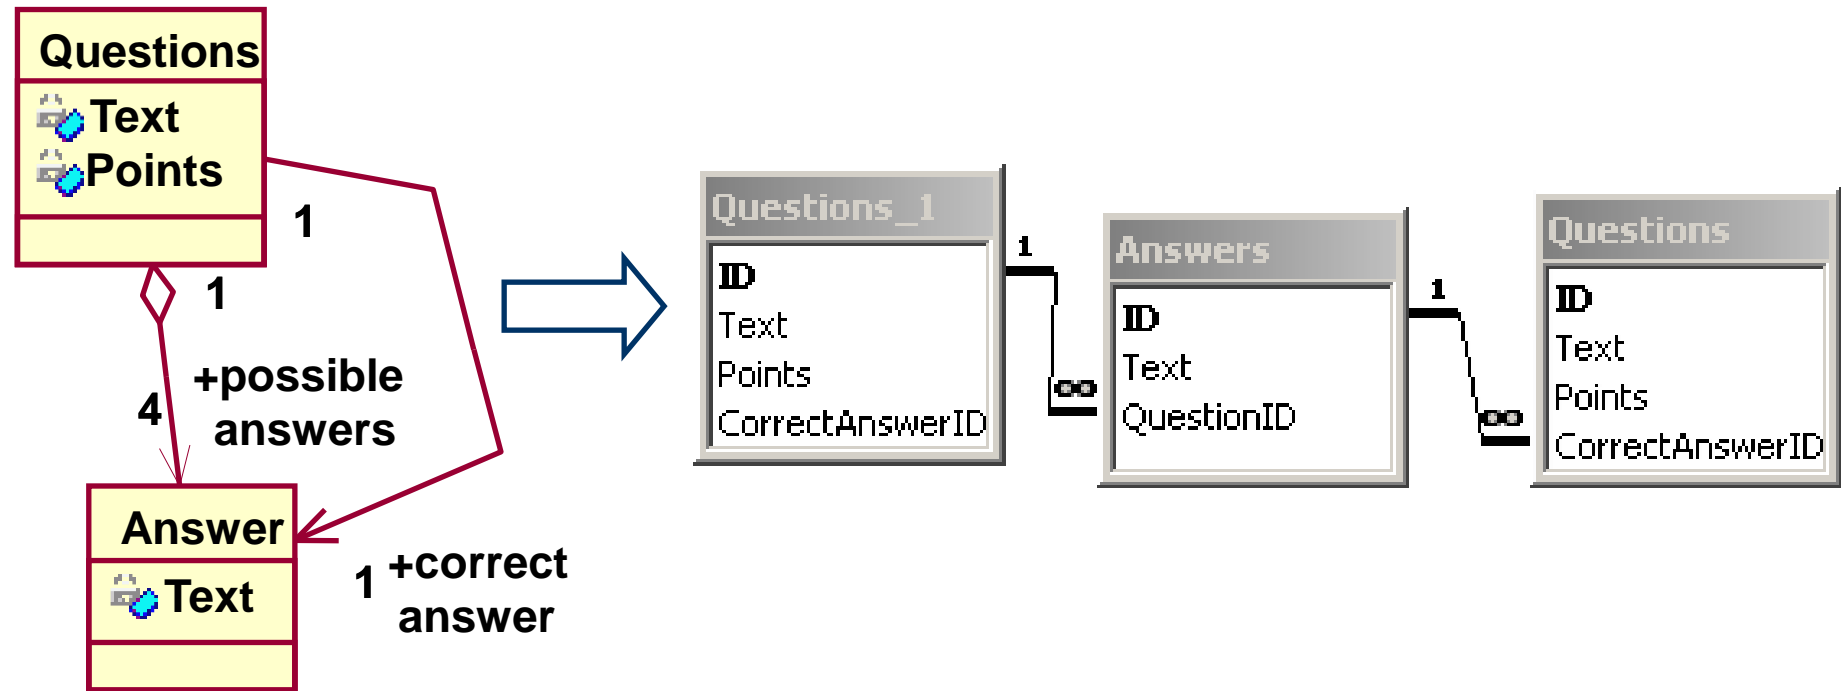 Questions
Text
Points
1
1
+possible
answers
4
Answer
Text
1
+correct
answer
Questions_1
ID
Text
Points
CorrectAnswerID
1
∞
Answers
ID
Text
QuestionID
1
∞
Questions
ID
Text
Points
CorrectAnswerID